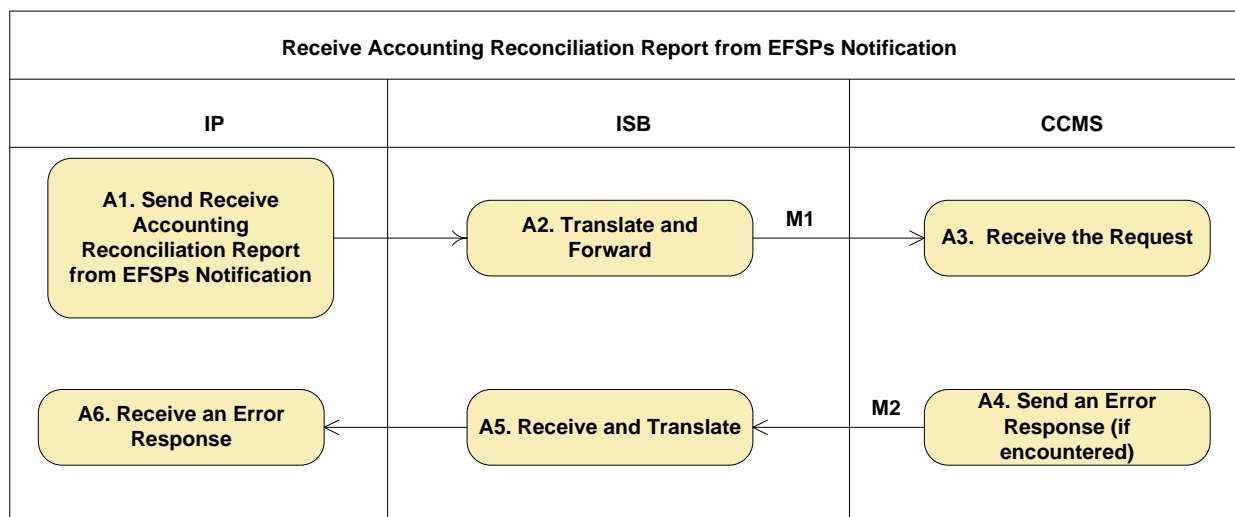 Receive Accounting Reconciliation Report from EFSPs Notification
IP
ISB
CCMS
A1. Send Receive
Accounting
Reconciliation Report
from EFSPs Notification
A2. Translate and
Forward
M1
A3.  Receive the Request
A6. Receive an Error
Response
A5. Receive and Translate
M2
A4. Send an Error
Response (if
encountered)